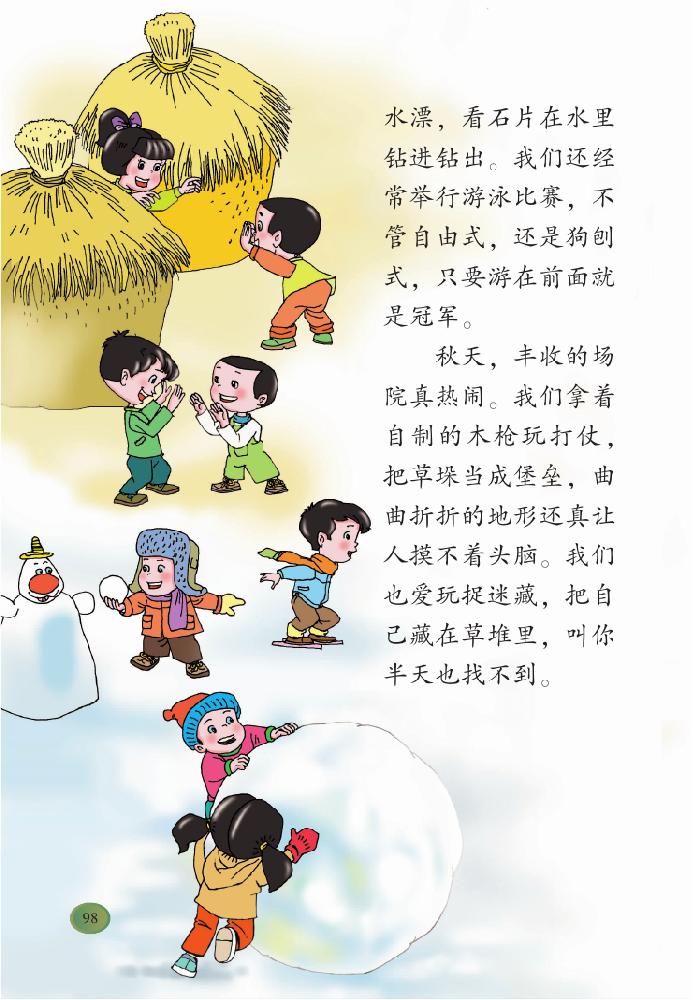 水漂，看石片在水里
钻进钻出。我们还经
常举行游泳比赛，不
管自由式，还是狗刨
式，只要游在前面就
是冠军。
秋天，丰收的场
院真热闹。我们拿着
自制的木枪玩打仗，
把草垛当成堡垒，曲
曲折折的地形还真让
人摸不着头脑。我们
也爱玩捉迷藏，把自
己藏在草堆里，叫你
半天也找不到。
98